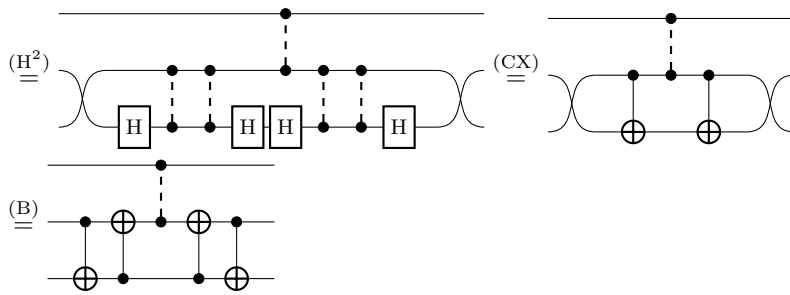 (H²)
=
H H H H
(CX)
=
(B)
=